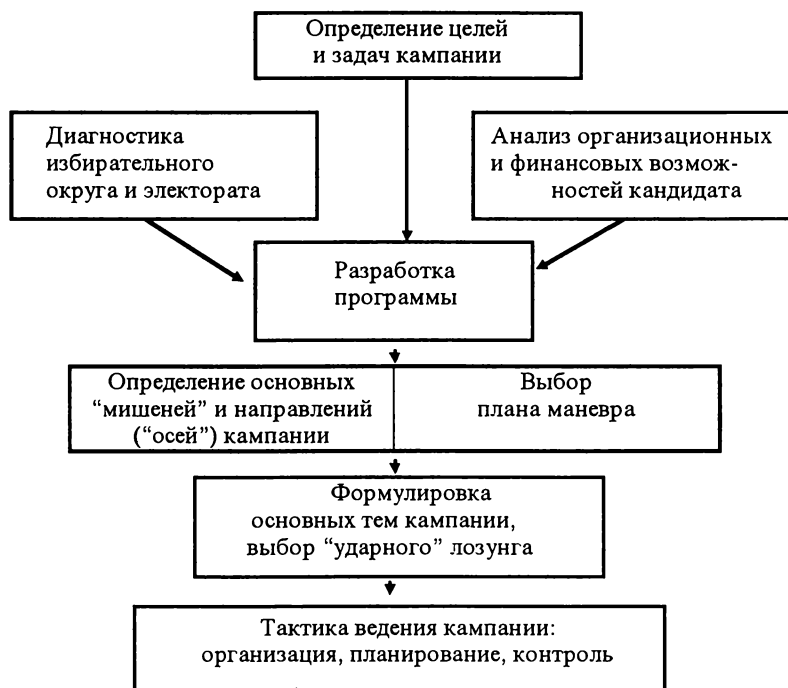 Определение целей
и задач кампании
Диагностика
избирательного
округа и электората
Анализ организационных
и финансовых возмож-
ностей кандидата
Разработка
программы
Определение основных
“мишеней” и направлений
(“осей”) кампании
Выбор
плана маневра
Формулировка
основных тем кампании,
выбор “ударного” лозунга
Тактика ведения кампании:
организация, планирование, контроль